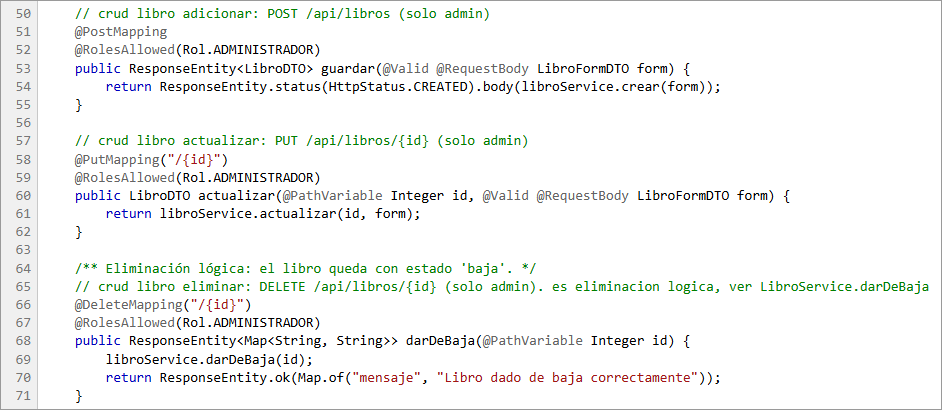 50 // crud libro adicionar: POST /api/libros (solo admin)
51 @PostMapping
52 @RolesAllowed(Rol.ADMINISTRADOR)
53 public ResponseEntity<LibroDTO> guardar(@Valid @RequestBody LibroFormDTO form) {
54 return ResponseEntity.status(HttpStatus.CREATED).body(libroService.crear(form));
55 }
56
57 // crud libro actualizar: PUT /api/libros/{id} (solo admin)
58 @PutMapping("/{id}")
59 @RolesAllowed(Rol.ADMINISTRADOR)
60 public LibroDTO actualizar(@PathVariable Integer id, @Valid @RequestBody LibroFormDTO form) {
61 return libroService.actualizar(id, form);
62 }
63
64 /** Eliminación lógica: el libro queda con estado 'baja'. */
65 // crud libro eliminar: DELETE /api/libros/{id} (solo admin). es eliminacion logica, ver LibroService.darDeBaja
66 @DeleteMapping("/{id}")
67 @RolesAllowed(Rol.ADMINISTRADOR)
68 public ResponseEntity<Map<String, String>> darDeBaja(@PathVariable Integer id) {
69 libroService.darDeBaja(id);
70 return ResponseEntity.ok(Map.of("mensaje", "Libro dado de baja correctamente"));
71 }